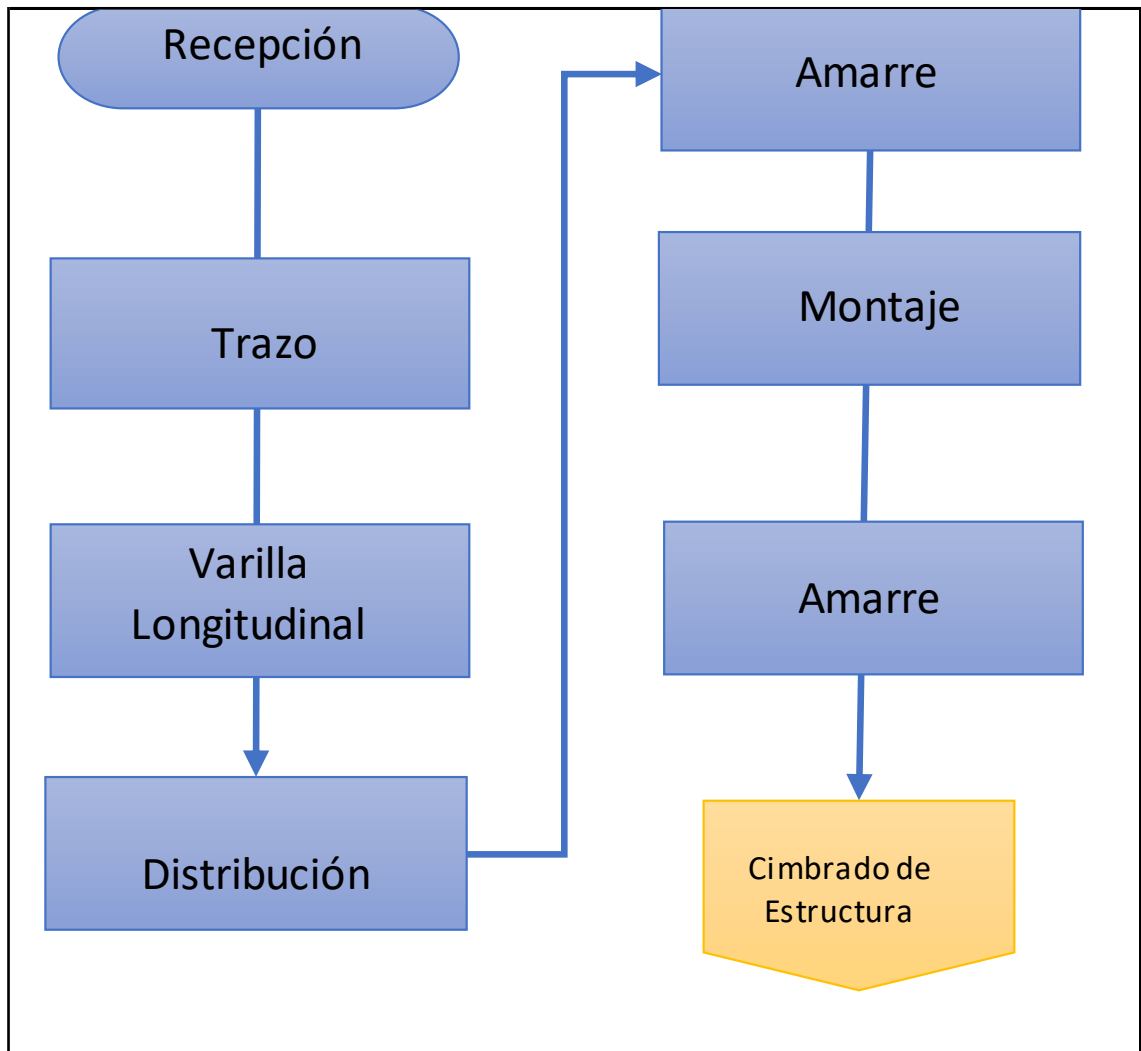 Recepción
Trazo
Varilla
Longitudinal
Distribución
Amarre
Montaje
Amarre
Cimbrado de
Estructura